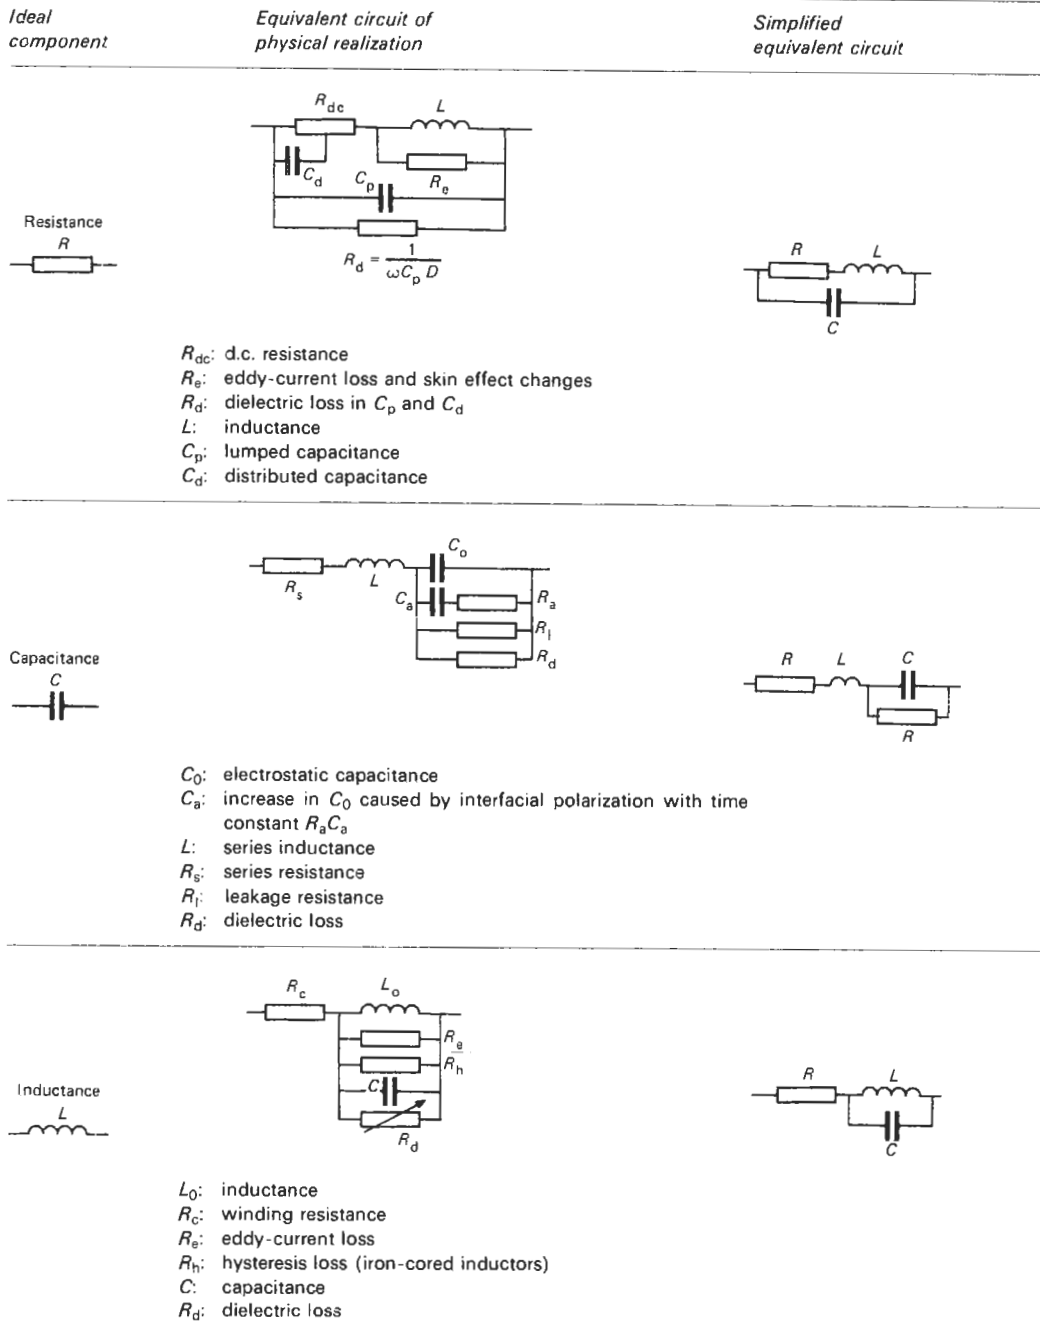 Ideal component
Equivalent circuit of physical realization
Simplified equivalent circuit
Resistance
R
R_dc
L
C_d
C_p
R_e
R_d = 1 / ωC_p D
R
L
C
R_dc: d.c. resistance
R_e: eddy-current loss and skin effect changes
R_d: dielectric loss in C_p and C_d
L: inductance
C_p: lumped capacitance
C_d: distributed capacitance
Capacitance
C
R_s
L
C_o
C_a
R_a
R_l
R_d
R
L
C
R
C_0: electrostatic capacitance
C_a: increase in C_0 caused by interfacial polarization with time
constant R_aC_a
L: series inductance
R_s: series resistance
R_l: leakage resistance
R_d: dielectric loss
Inductance
L
R_c
L_o
R_e
R_h
C
R_d
R
L
C
L_0: inductance
R_c: winding resistance
R_e: eddy-current loss
R_h: hysteresis loss (iron-cored inductors)
C: capacitance
R_d: dielectric loss